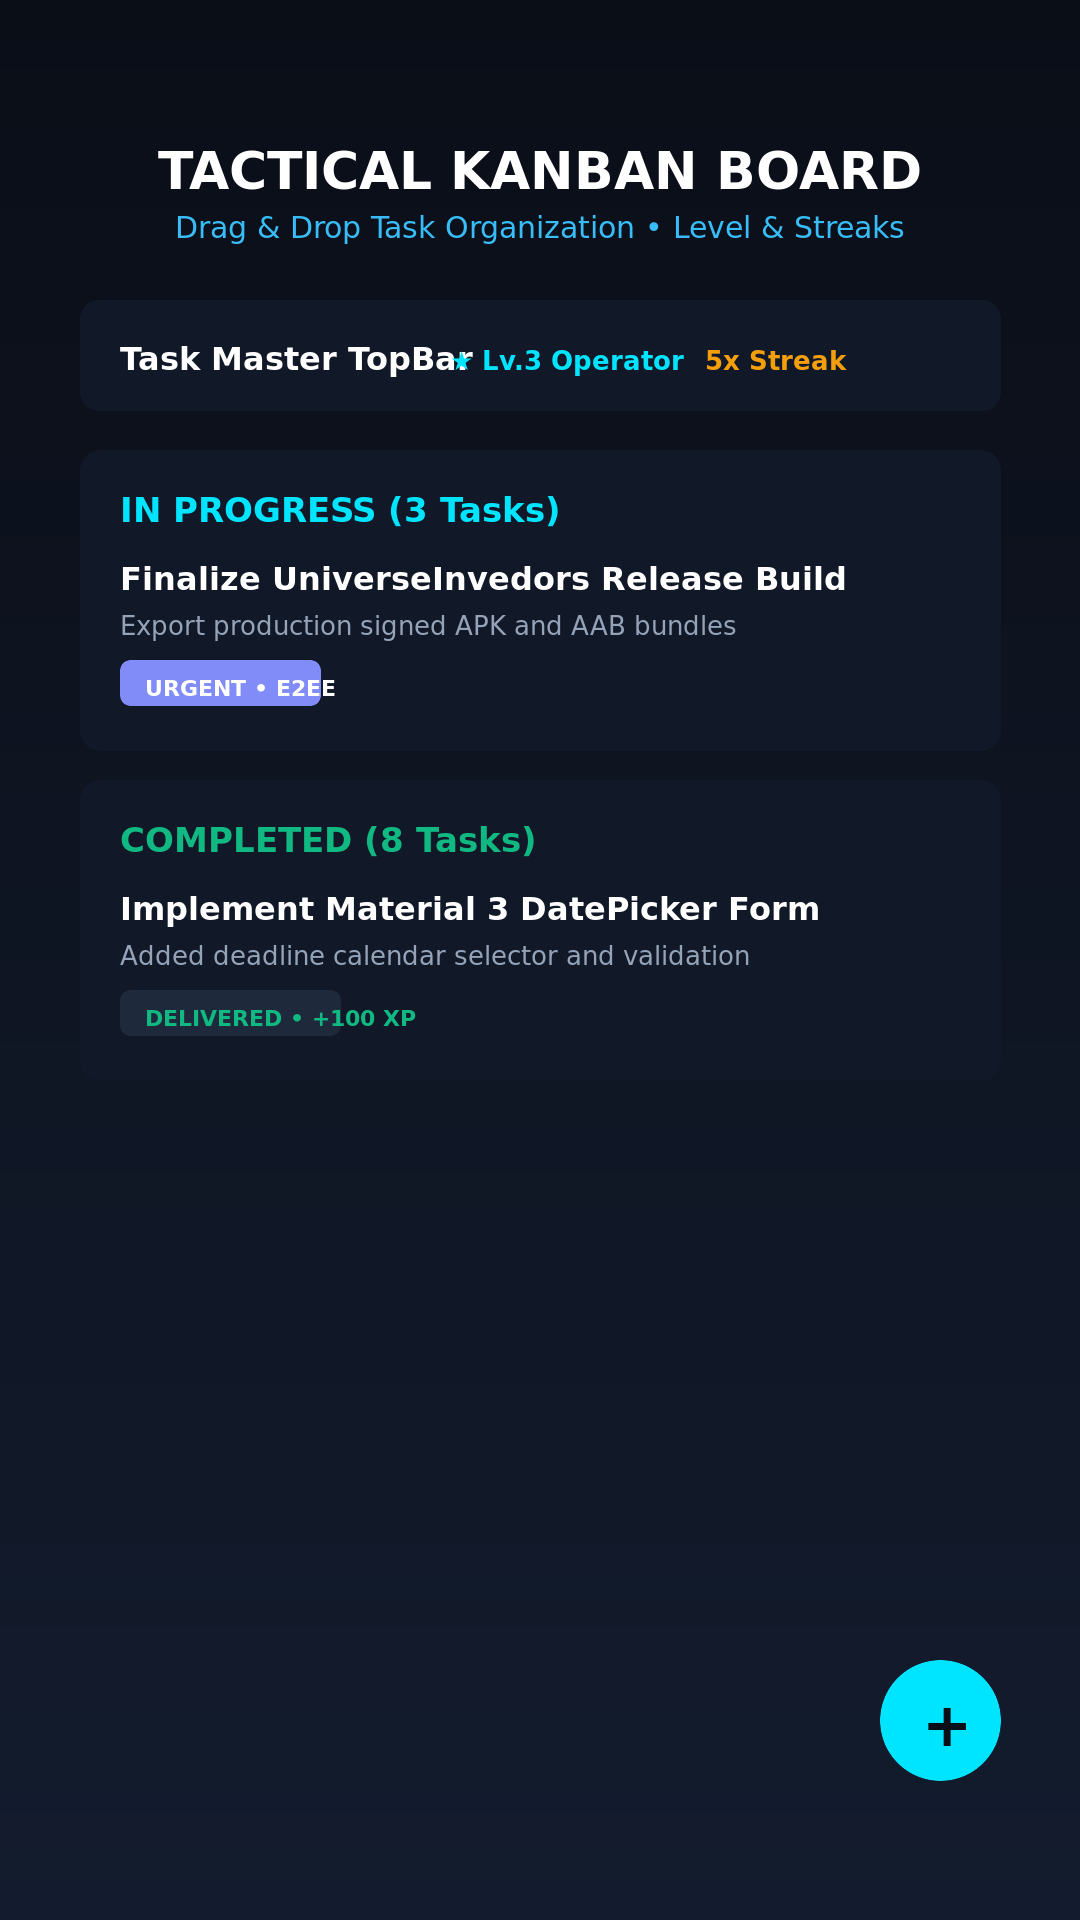 TACTICAL KANBAN BOARD
Drag & Drop Task Organization • Level & Streaks
Task Master TopBar ★ Lv.3 Operator 5x Streak
IN PROGRESS (3 Tasks)
Finalize UniverseInvedors Release Build
Export production signed APK and AAB bundles
URGENT • E2EE
COMPLETED (8 Tasks)
Implement Material 3 DatePicker Form
Added deadline calendar selector and validation
DELIVERED • +100 XP
+